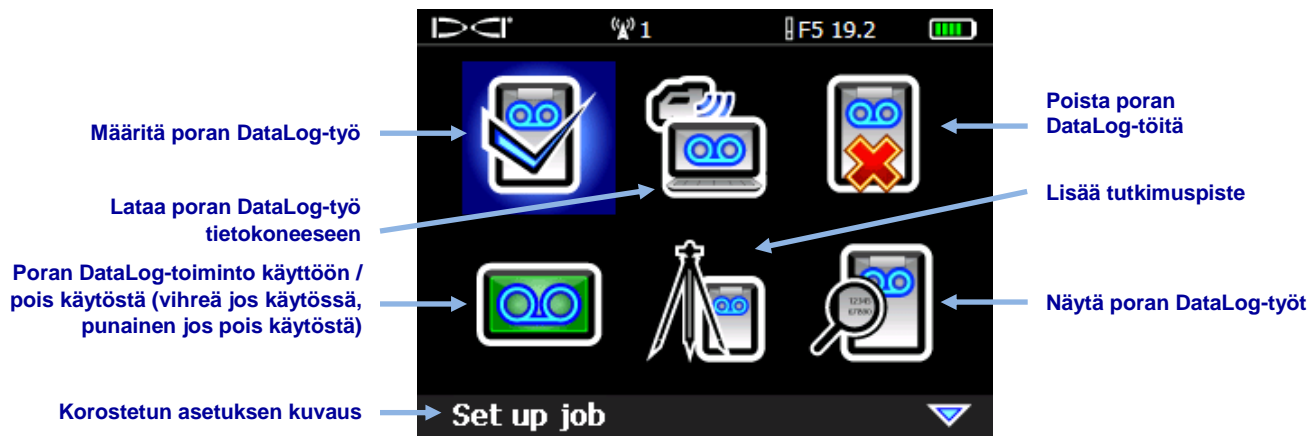 DCI
1
F5 19.2
Määritä poran DataLog-työ
Lataa poran DataLog-työ
tietokoneeseen
Poran DataLog-toiminto käyttöön /
pois käytöstä (vihreä jos käytössä,
punainen jos pois käytöstä)
Korostetun asetuksen kuvaus
Poista poran
DataLog-töitä
Lisää tutkimuspiste
12345
67890
Näytä poran DataLog-työt
Set up job